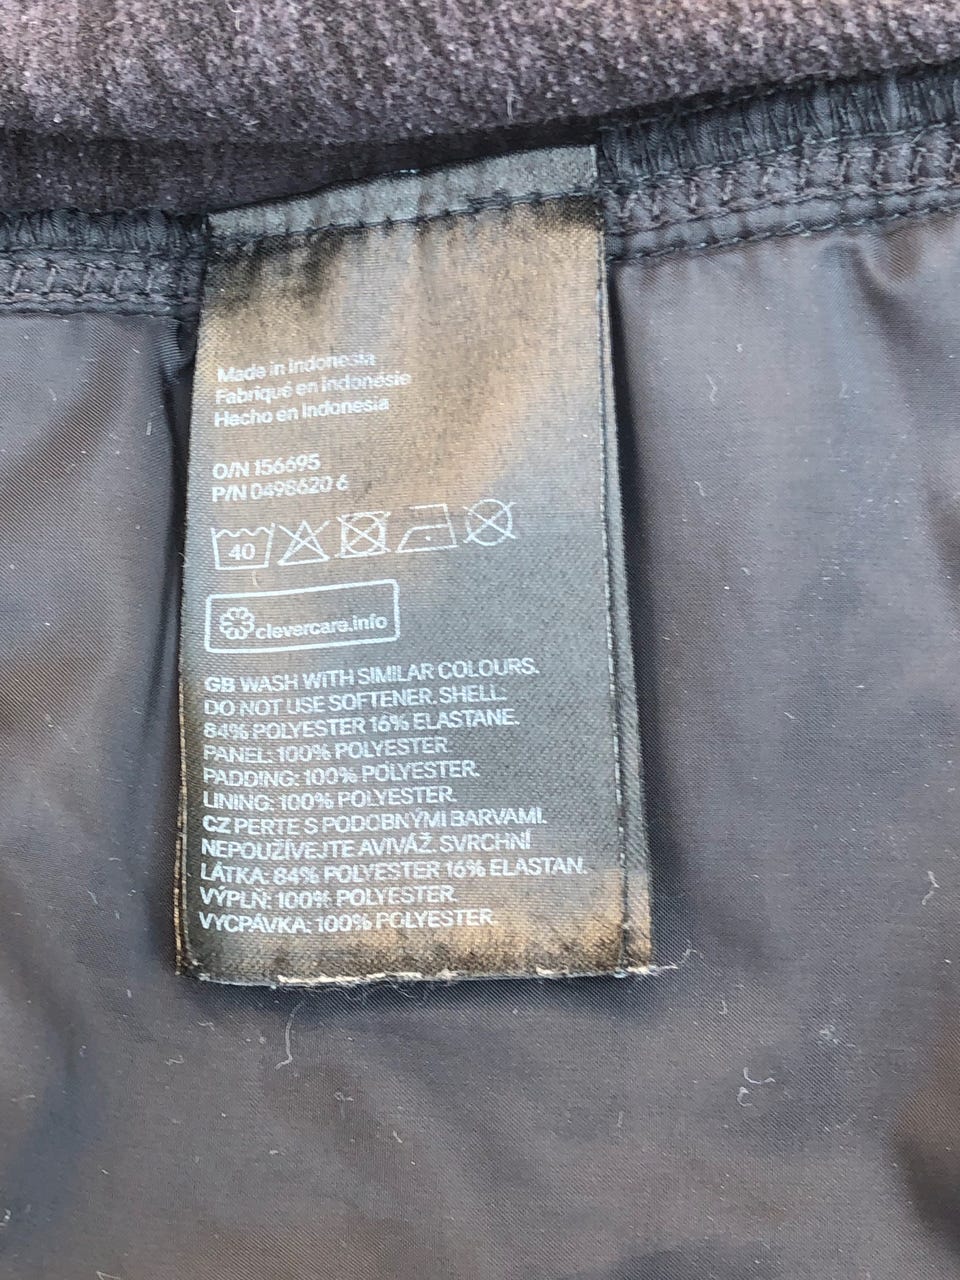 Made in Indonesia
Fabriqué en Indonésie
Hecho en Indonesia
O/N 156695
P/N 0498620 6
40
clevercare.info
GB WASH WITH SIMILAR COLOURS.
DO NOT USE SOFTENER. SHELL:
84% POLYESTER 16% ELASTANE.
PANEL: 100% POLYESTER.
PADDING: 100% POLYESTER.
LINING: 100% POLYESTER.
CZ PERTE S PODOBNÝMI BARVAMI.
NEPOUŽÍVEJTE AVIVÁŽ. SVRCHNÍ
LÁTKA: 84% POLYESTER 16% ELASTAN.
VÝPLŇ: 100% POLYESTER.
VYCPÁVKA: 100% POLYESTER.